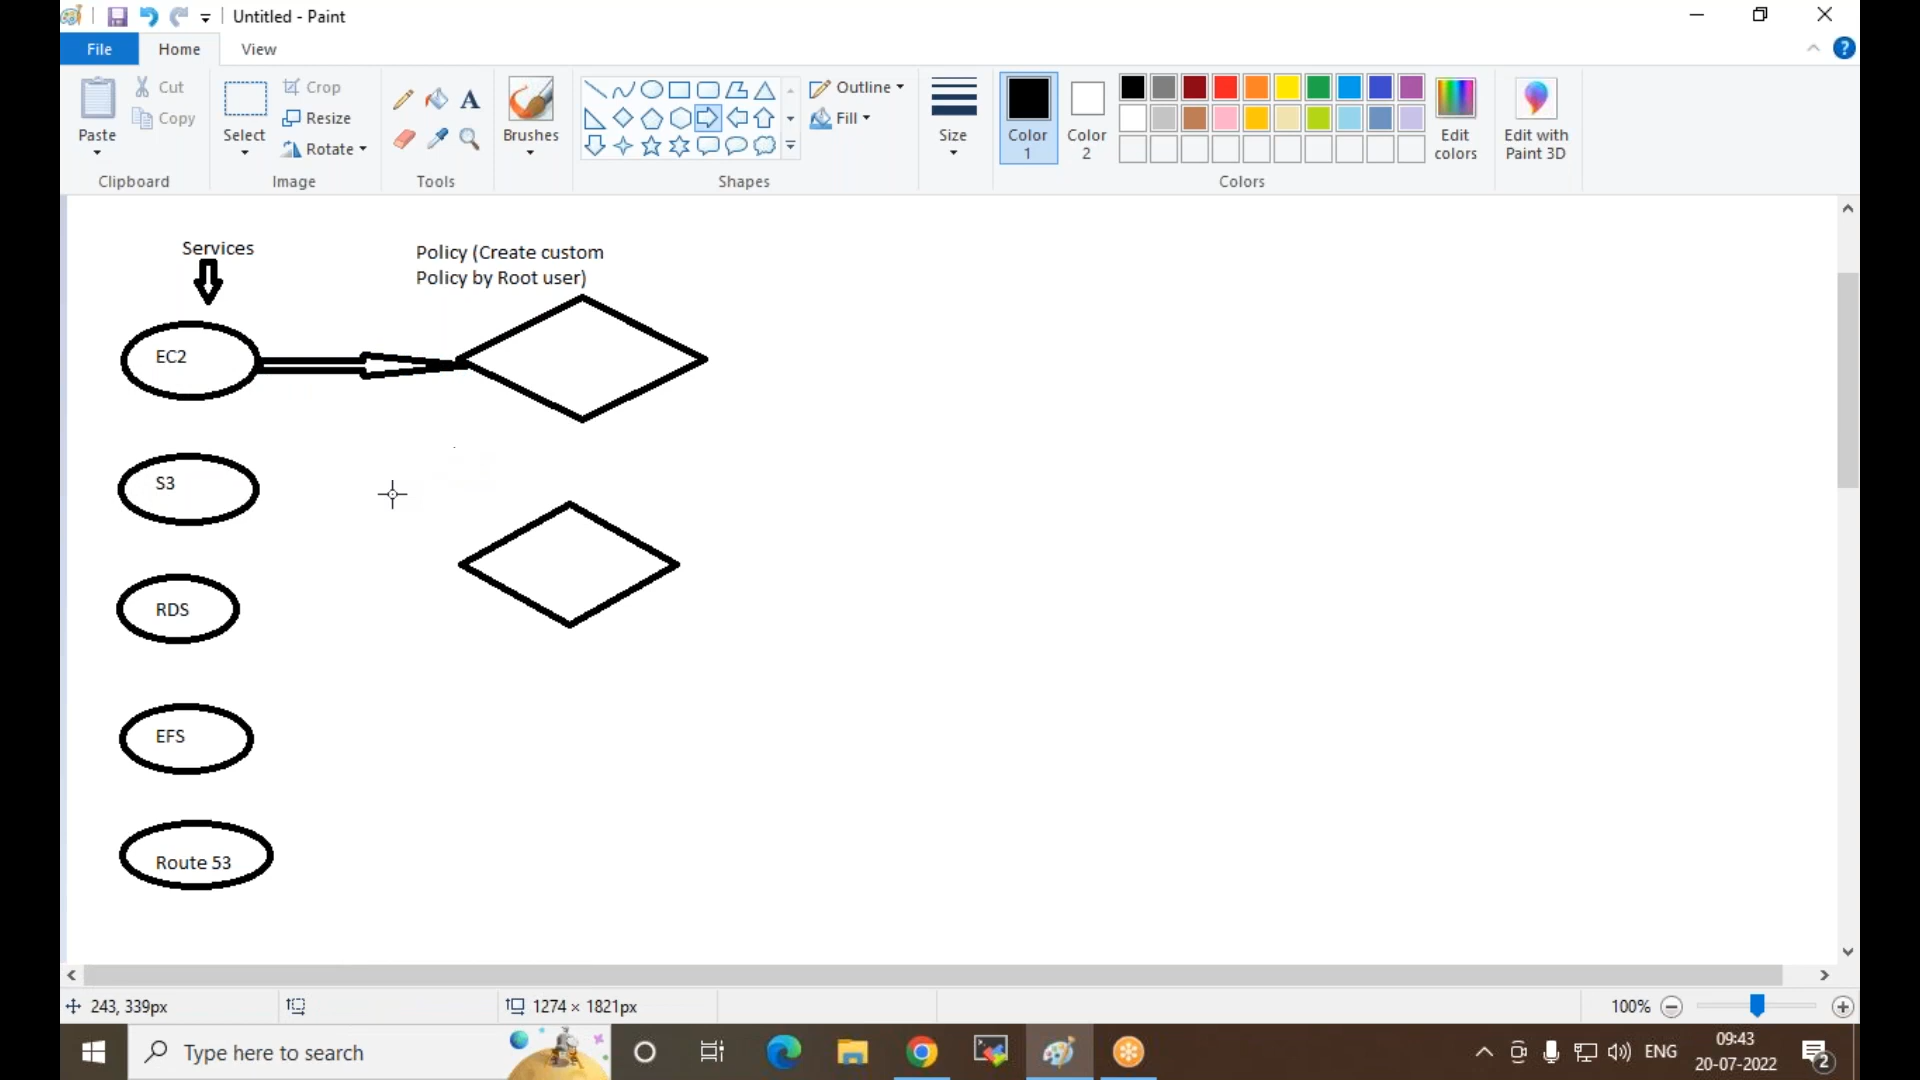 Untitled - Paint
File
Home
View
Paste
Cut
Copy
Clipboard
Select
Crop
Resize
Rotate
Image
A
Tools
Brushes
Outline
Fill
Shapes
Size
Color
1
Color
2
Edit
colors
Colors
Edit with
Paint 3D
?
Services
Policy (Create custom
Policy by Root user)
EC2
S3
RDS
EFS
Route 53
243, 339px
1274 × 1821px
100%
Type here to search
ENG
09:43
20-07-2022
2